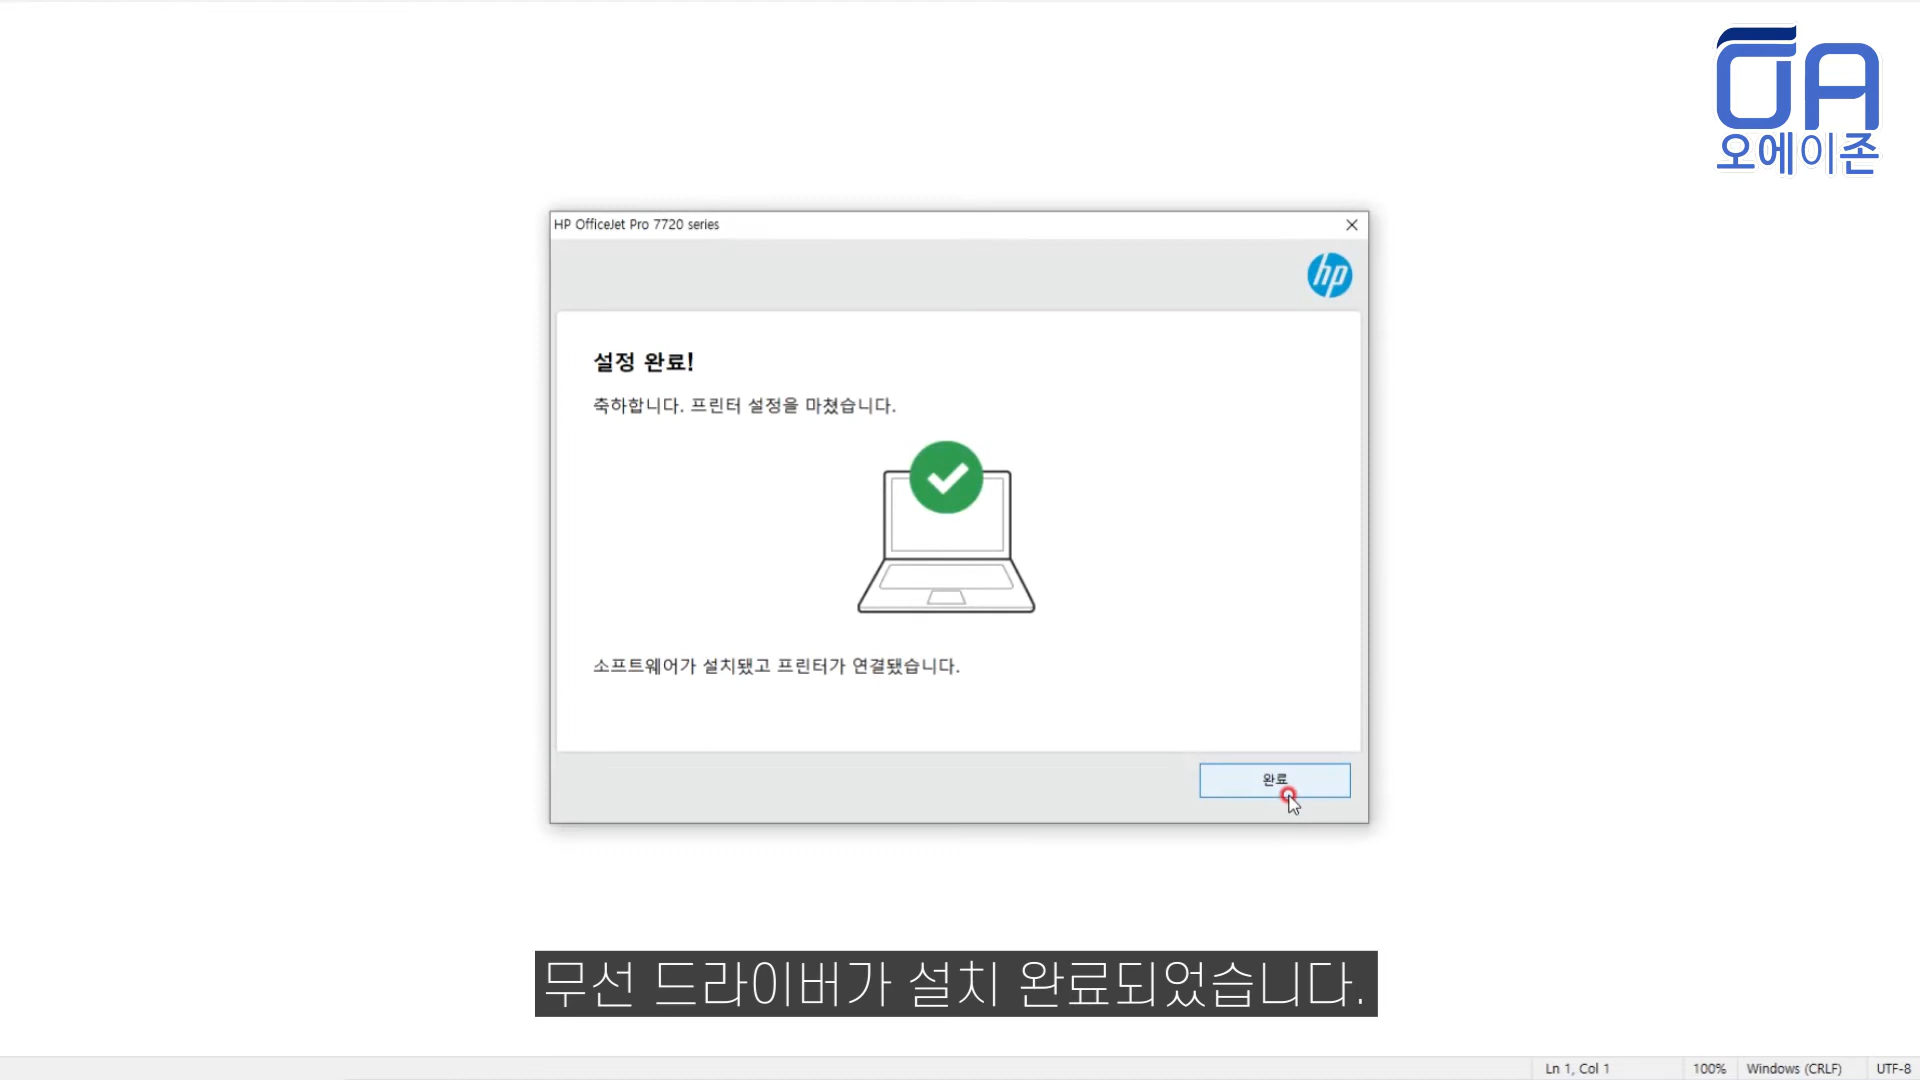 OA
오에이존
HP OfficeJet Pro 7720 series
hp
설정 완료!
축하합니다. 프린터 설정을 마쳤습니다.
소프트웨어가 설치됐고 프린터가 연결됐습니다.
완료
무선 드라이버가 설치 완료되었습니다.
Ln 1, Col 1 100% Windows (CRLF) UTF-8